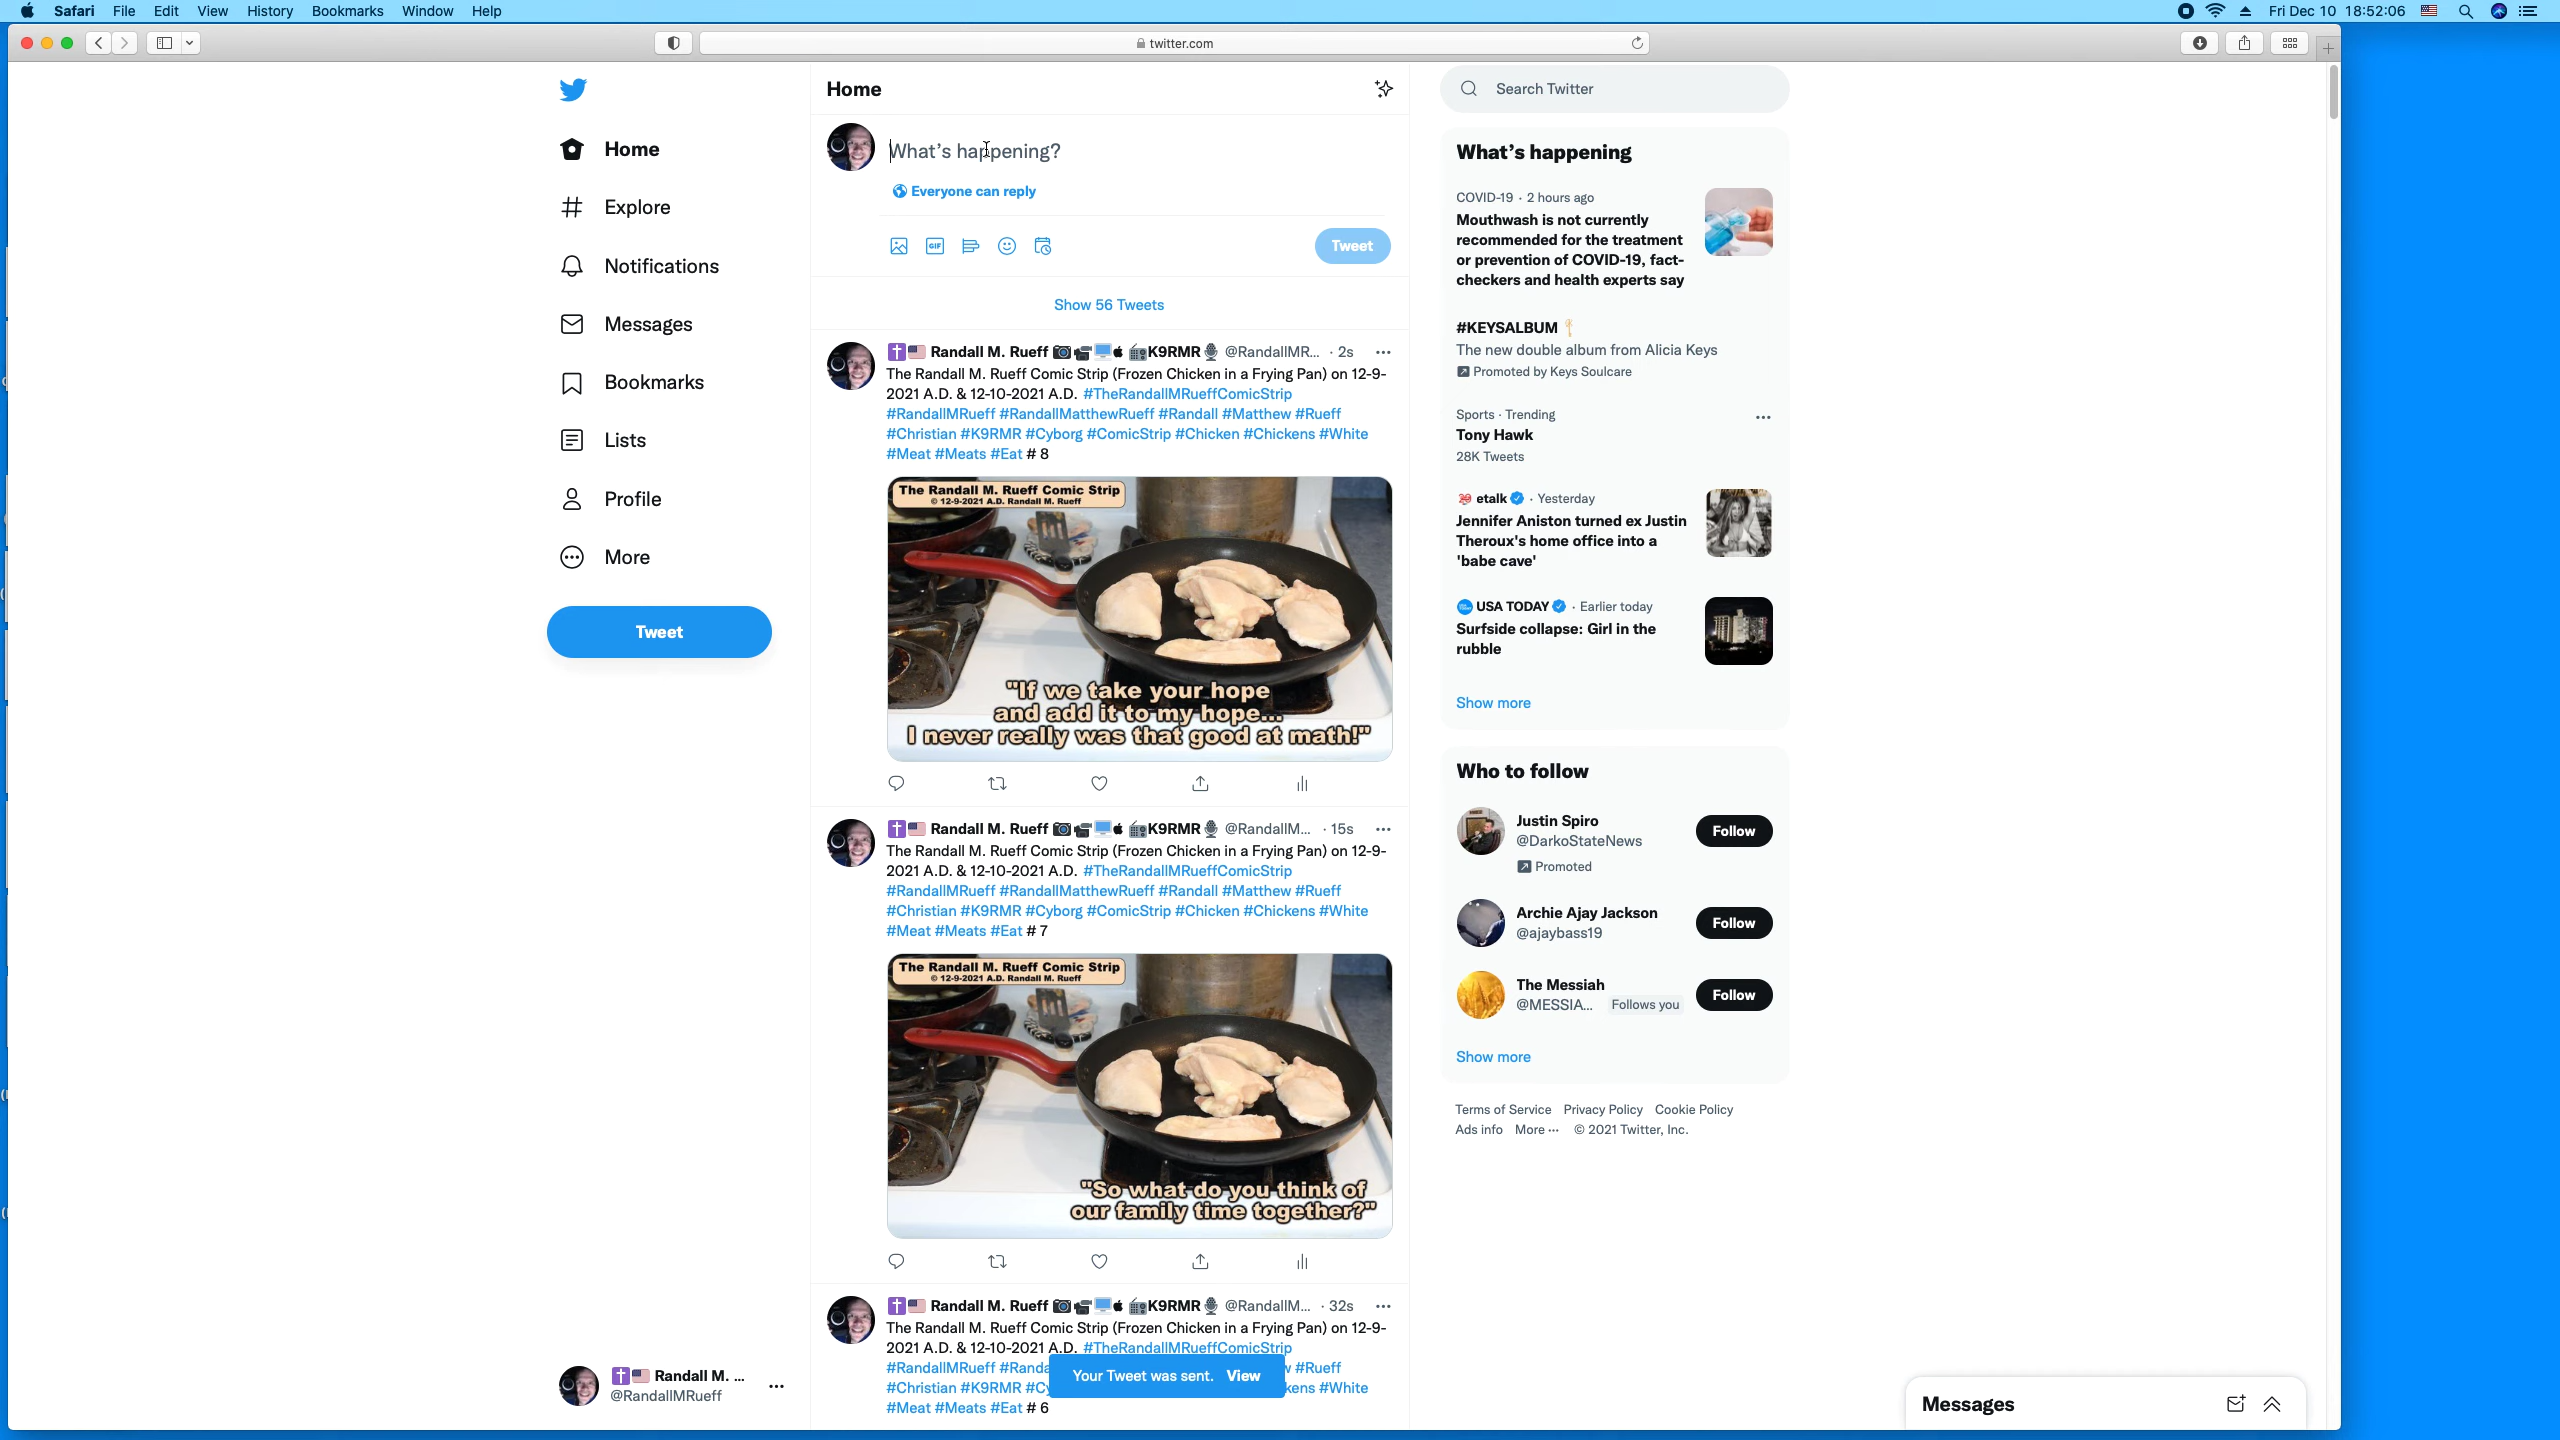 Safari File Edit View History Bookmarks Window Help
Fri Dec 10 18:52:06
twitter.com
Home
Explore
Notifications
Messages
Bookmarks
Lists
Profile
More
Tweet
Randall M. ...
@RandallMRueff
Home
What's happening?
Everyone can reply
GIF
Tweet
Show 56 Tweets
Randall M. Rueff K9RMR @RandallMR... · 2s
The Randall M. Rueff Comic Strip (Frozen Chicken in a Frying Pan) on 12-9-
2021 A.D. & 12-10-2021 A.D. #TheRandallMRueffComicStrip
#RandallMRueff #RandallMatthewRueff #Randall #Matthew #Rueff
#Christian #K9RMR #Cyborg #ComicStrip #Chicken #Chickens #White
#Meat #Meats #Eat # 8
The Randall M. Rueff Comic Strip
© 12-9-2021 A.D. Randall M. Rueff
"If we take your hope
and add it to my hope...
I never really was that good at math!"
Randall M. Rueff K9RMR @RandallM... · 15s
The Randall M. Rueff Comic Strip (Frozen Chicken in a Frying Pan) on 12-9-
2021 A.D. & 12-10-2021 A.D. #TheRandallMRueffComicStrip
#RandallMRueff #RandallMatthewRueff #Randall #Matthew #Rueff
#Christian #K9RMR #Cyborg #ComicStrip #Chicken #Chickens #White
#Meat #Meats #Eat # 7
The Randall M. Rueff Comic Strip
© 12-9-2021 A.D. Randall M. Rueff
"So what do you think of
our family time together?"
Randall M. Rueff K9RMR @RandallM... · 32s
The Randall M. Rueff Comic Strip (Frozen Chicken in a Frying Pan) on 12-9-
2021 A.D. & 12-10-2021 A.D. #TheRandallMRueffComicStrip
#RandallMRueff #Rueff
#Christian #K9RMR #White
#Meat #Meats #Eat # 6
Your Tweet was sent. View
Search Twitter
What's happening
COVID-19 · 2 hours ago
Mouthwash is not currently
recommended for the treatment
or prevention of COVID-19, fact-
checkers and health experts say
#KEYSALBUM
The new double album from Alicia Keys
Promoted by Keys Soulcare
Sports · Trending
Tony Hawk
28K Tweets
etalk · Yesterday
Jennifer Aniston turned ex Justin
Theroux's home office into a
'babe cave'
USA TODAY · Earlier today
Surfside collapse: Girl in the
rubble
Show more
Who to follow
Justin Spiro
@DarkoStateNews
Promoted
Follow
Archie Ajay Jackson
@ajaybass19
Follow
The Messiah
@MESSIA... Follows you
Follow
Show more
Terms of Service Privacy Policy Cookie Policy
Ads info More ··· © 2021 Twitter, Inc.
Messages